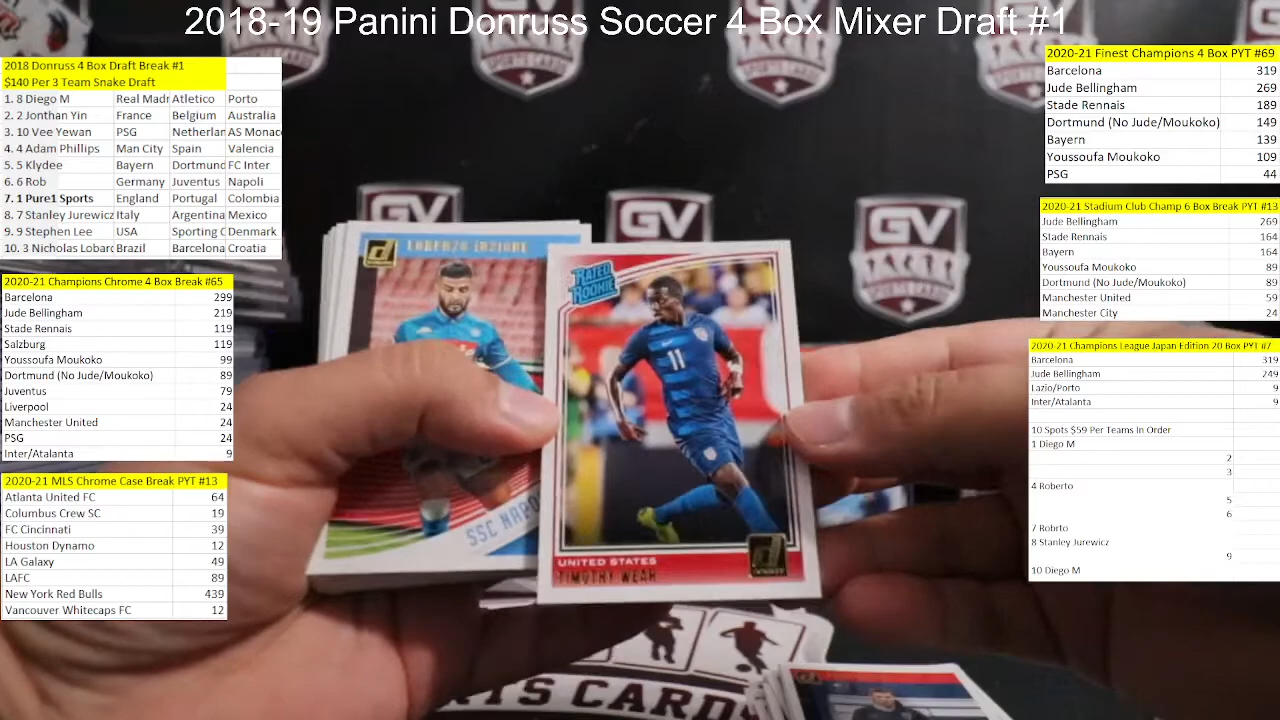 2018-19 Panini Donruss Soccer 4 Box Mixer Draft #1
2018 Donruss 4 Box Draft Break #1
$140 Per 3 Team Snake Draft
1. 8 Diego M Real Madr Atletico Porto
2. 2 Jonthan Yin France Belgium Australia
3. 10 Vee Yewan PSG Netherlan AS Monac
4. 4 Adam Phillips Man City Spain Valencia
5. 5 Klydee Bayern Dortmund FC Inter
6. 6 Rob Germany Juventus Napoli
7. 1 Pure1 Sports England Portugal Colombia
8. 7 Stanley Jurewicz Italy Argentina Mexico
9. 9 Stephen Lee USA Sporting C Denmark
10. 3 Nicholas Lobard Brazil Barcelona Croatia
2020-21 Champions Chrome 4 Box Break #65
Barcelona 299
Jude Bellingham 219
Stade Rennais 119
Salzburg 119
Youssoufa Moukoko 99
Dortmund (No Jude/Moukoko) 89
Juventus 79
Liverpool 24
Manchester United 24
PSG 24
Inter/Atalanta 9
2020-21 MLS Chrome Case Break PYT #13
Atlanta United FC 64
Columbus Crew SC 19
FC Cincinnati 39
Houston Dynamo 12
LA Galaxy 49
LAFC 89
New York Red Bulls 439
Vancouver Whitecaps FC 12
2020-21 Finest Champions 4 Box PYT #69
Barcelona 319
Jude Bellingham 269
Stade Rennais 189
Dortmund (No Jude/Moukoko) 149
Bayern 139
Youssoufa Moukoko 109
PSG 44
2020-21 Stadium Club Champ 6 Box Break PYT #13
Jude Bellingham 269
Stade Rennais 164
Bayern 164
Youssoufa Moukoko 89
Dortmund (No Jude/Moukoko) 89
Manchester United 59
Manchester City 24
2020-21 Champions League Japan Edition 20 Box PYT #7
Barcelona 319
Jude Bellingham 249
Lazio/Porto 9
Inter/Atalanta 9
10 Spots $59 Per Teams In Order
1 Diego M
2
3
4 Roberto
5
6
7 Robrto
8 Stanley Jurewicz
9
10 Diego M
GV
GV
GV
SPORTS CARDS
LORENZO INSIGNE
SSC NAPO
RATED
ROOKIE
11
UNITED STATES
TIMOTHY WEAH
DONRUSS
RTS CARDS